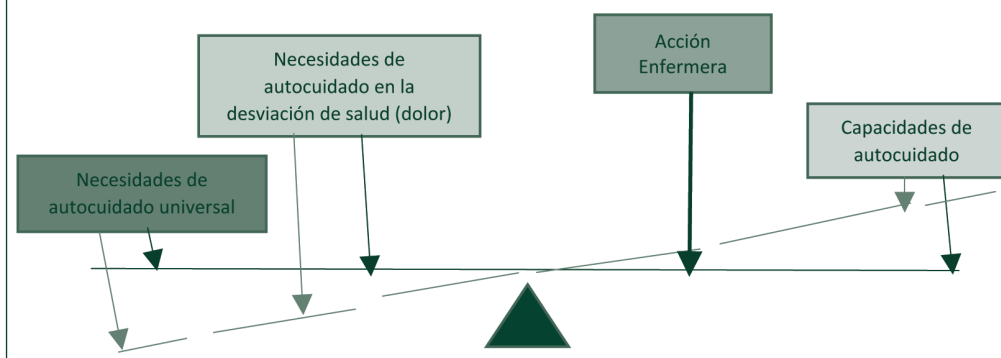 Necesidades de
autocuidado en la
desviación de salud (dolor)
Acción
Enfermera
Capacidades de
autocuidado
Necesidades de
autocuidado universal